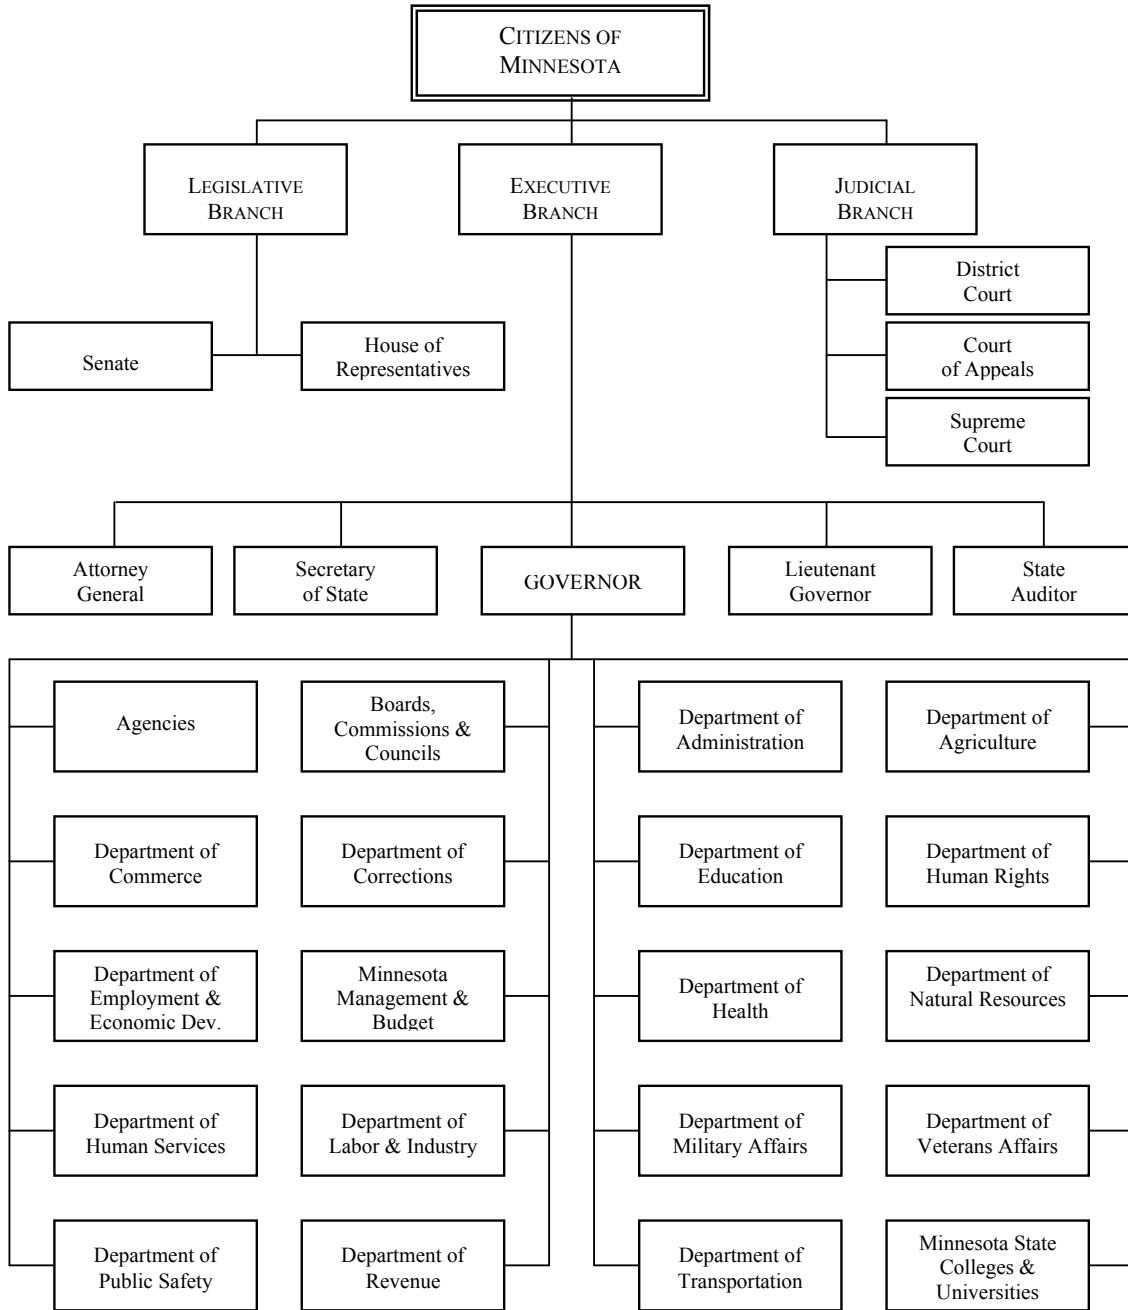 CITIZENS OF
MINNESOTA
LEGISLATIVE
BRANCH
EXECUTIVE
BRANCH
JUDICIAL
BRANCH
District
Court
Senate
House of
Representatives
Court
of Appeals
Supreme
Court
Attorney
General
Secretary
of State
GOVERNOR
Lieutenant
Governor
State
Auditor
Agencies
Boards,
Commissions &
Councils
Department of
Administration
Department of
Agriculture
Department of
Commerce
Department of
Corrections
Department of
Education
Department of
Human Rights
Department of
Employment &
Economic Dev.
Minnesota
Management &
Budget
Department of
Health
Department of
Natural Resources
Department of
Human Services
Department of
Labor & Industry
Department of
Military Affairs
Department of
Veterans Affairs
Department of
Public Safety
Department of
Revenue
Department of
Transportation
Minnesota State
Colleges &
Universities